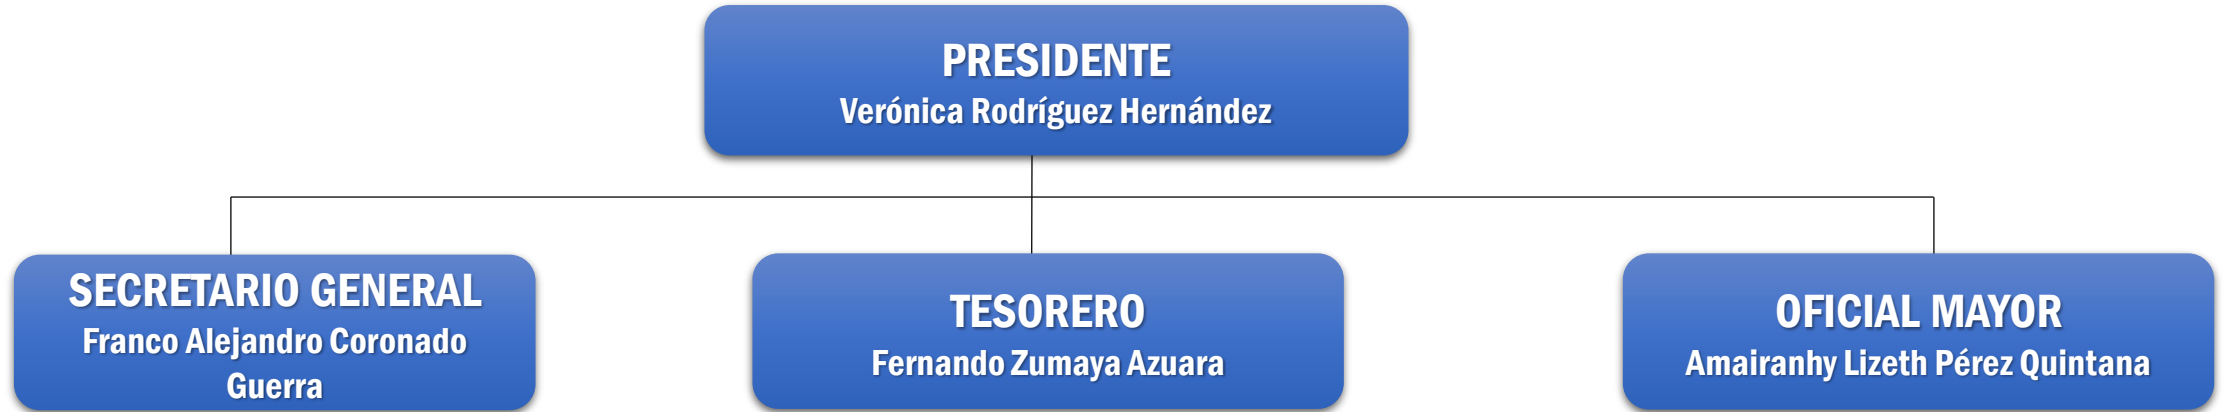 PRESIDENTE
Verónica Rodríguez Hernández
SECRETARIO GENERAL
Franco Alejandro Coronado
Guerra
TESORERO
Fernando Zumaya Azuara
OFICIAL MAYOR
Amairanhy Lizeth Pérez Quintana